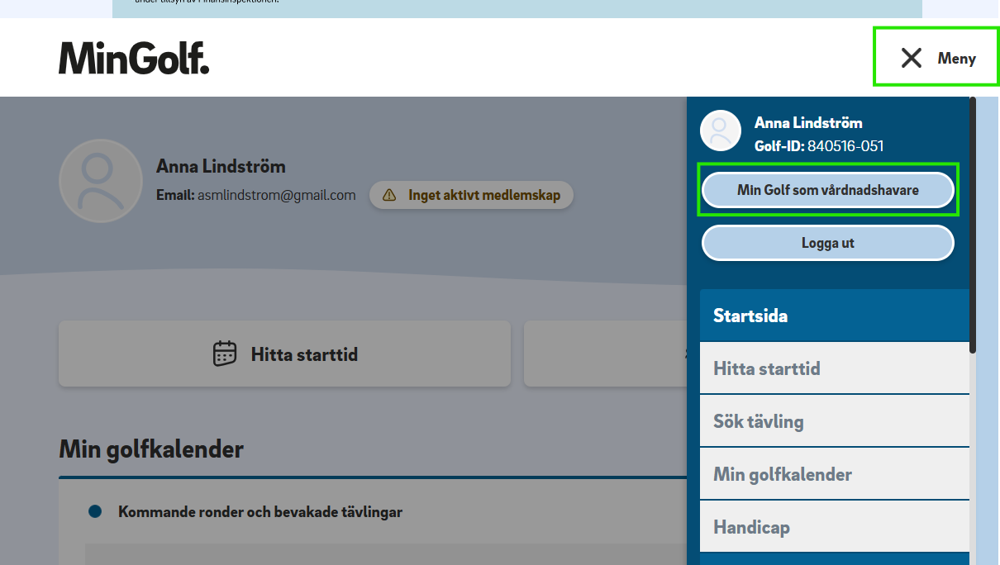 under tillsyn av Finansinspektionen.
MinGolf.
Meny
Anna Lindström
Golf-ID: 840516-051
Min Golf som vårdnadshavare
Logga ut
Anna Lindström
Email: asmlindstrom@gmail.com
Inget aktivt medlemskap
Startsida
Hitta starttid
Hitta starttid
Sök tävling
Min golfkalender
Min golfkalender
Kommande ronder och bevakade tävlingar
Handicap